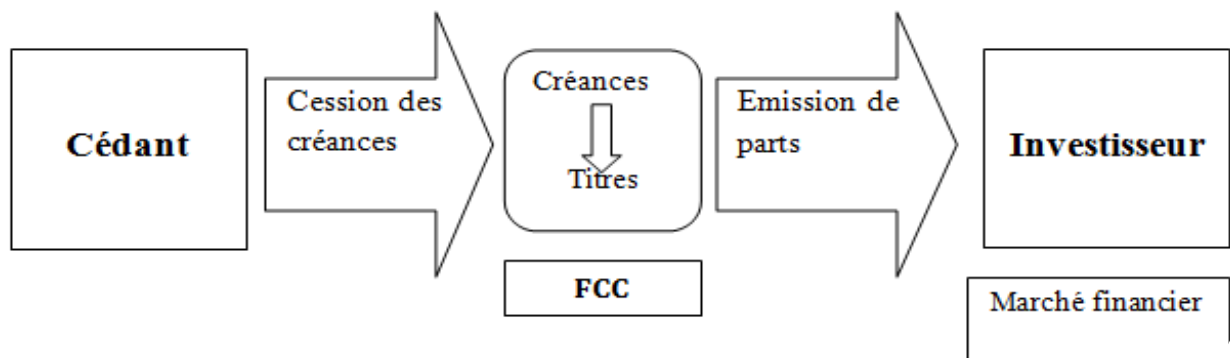 Cédant
Cession des
créances
Créances
Titres
FCC
Emission de
parts
Investisseur
Marché financier